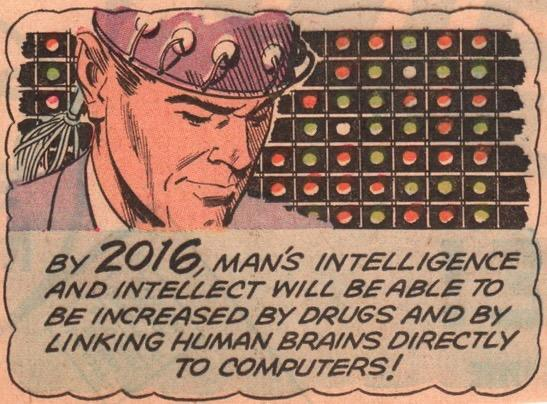 BY 2016, MAN'S INTELLIGENCE
AND INTELLECT WILL BE ABLE TO
BE INCREASED BY DRUGS AND BY
LINKING HUMAN BRAINS DIRECTLY
TO COMPUTERS!